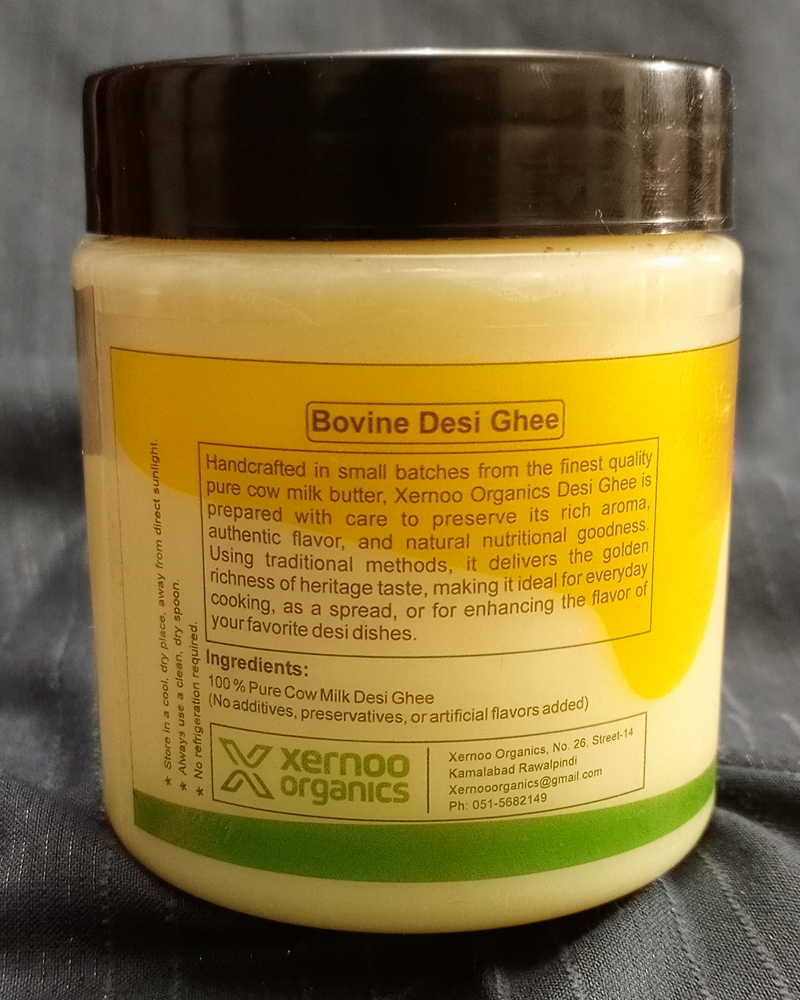 Bovine Desi Ghee
Handcrafted in small batches from the finest quality
pure cow milk butter, Xernoo Organics Desi Ghee is
prepared with care to preserve its rich aroma,
authentic flavor, and natural nutritional goodness.
Using traditional methods, it delivers the golden
richness of heritage taste, making it ideal for everyday
cooking, as a spread, or for enhancing the flavor of
your favorite desi dishes.
Ingredients:
100 % Pure Cow Milk Desi Ghee
(No additives, preservatives, or artificial flavors added)
xernoo
organics
Xernoo Organics, No. 26, Street-14
Kamalabad Rawalpindi
Xernooorganics@gmail.com
Ph: 051-5682149
* Store in a cool, dry place, away from direct sunlight.
* Always use a clean, dry spoon.
* No refrigeration required.